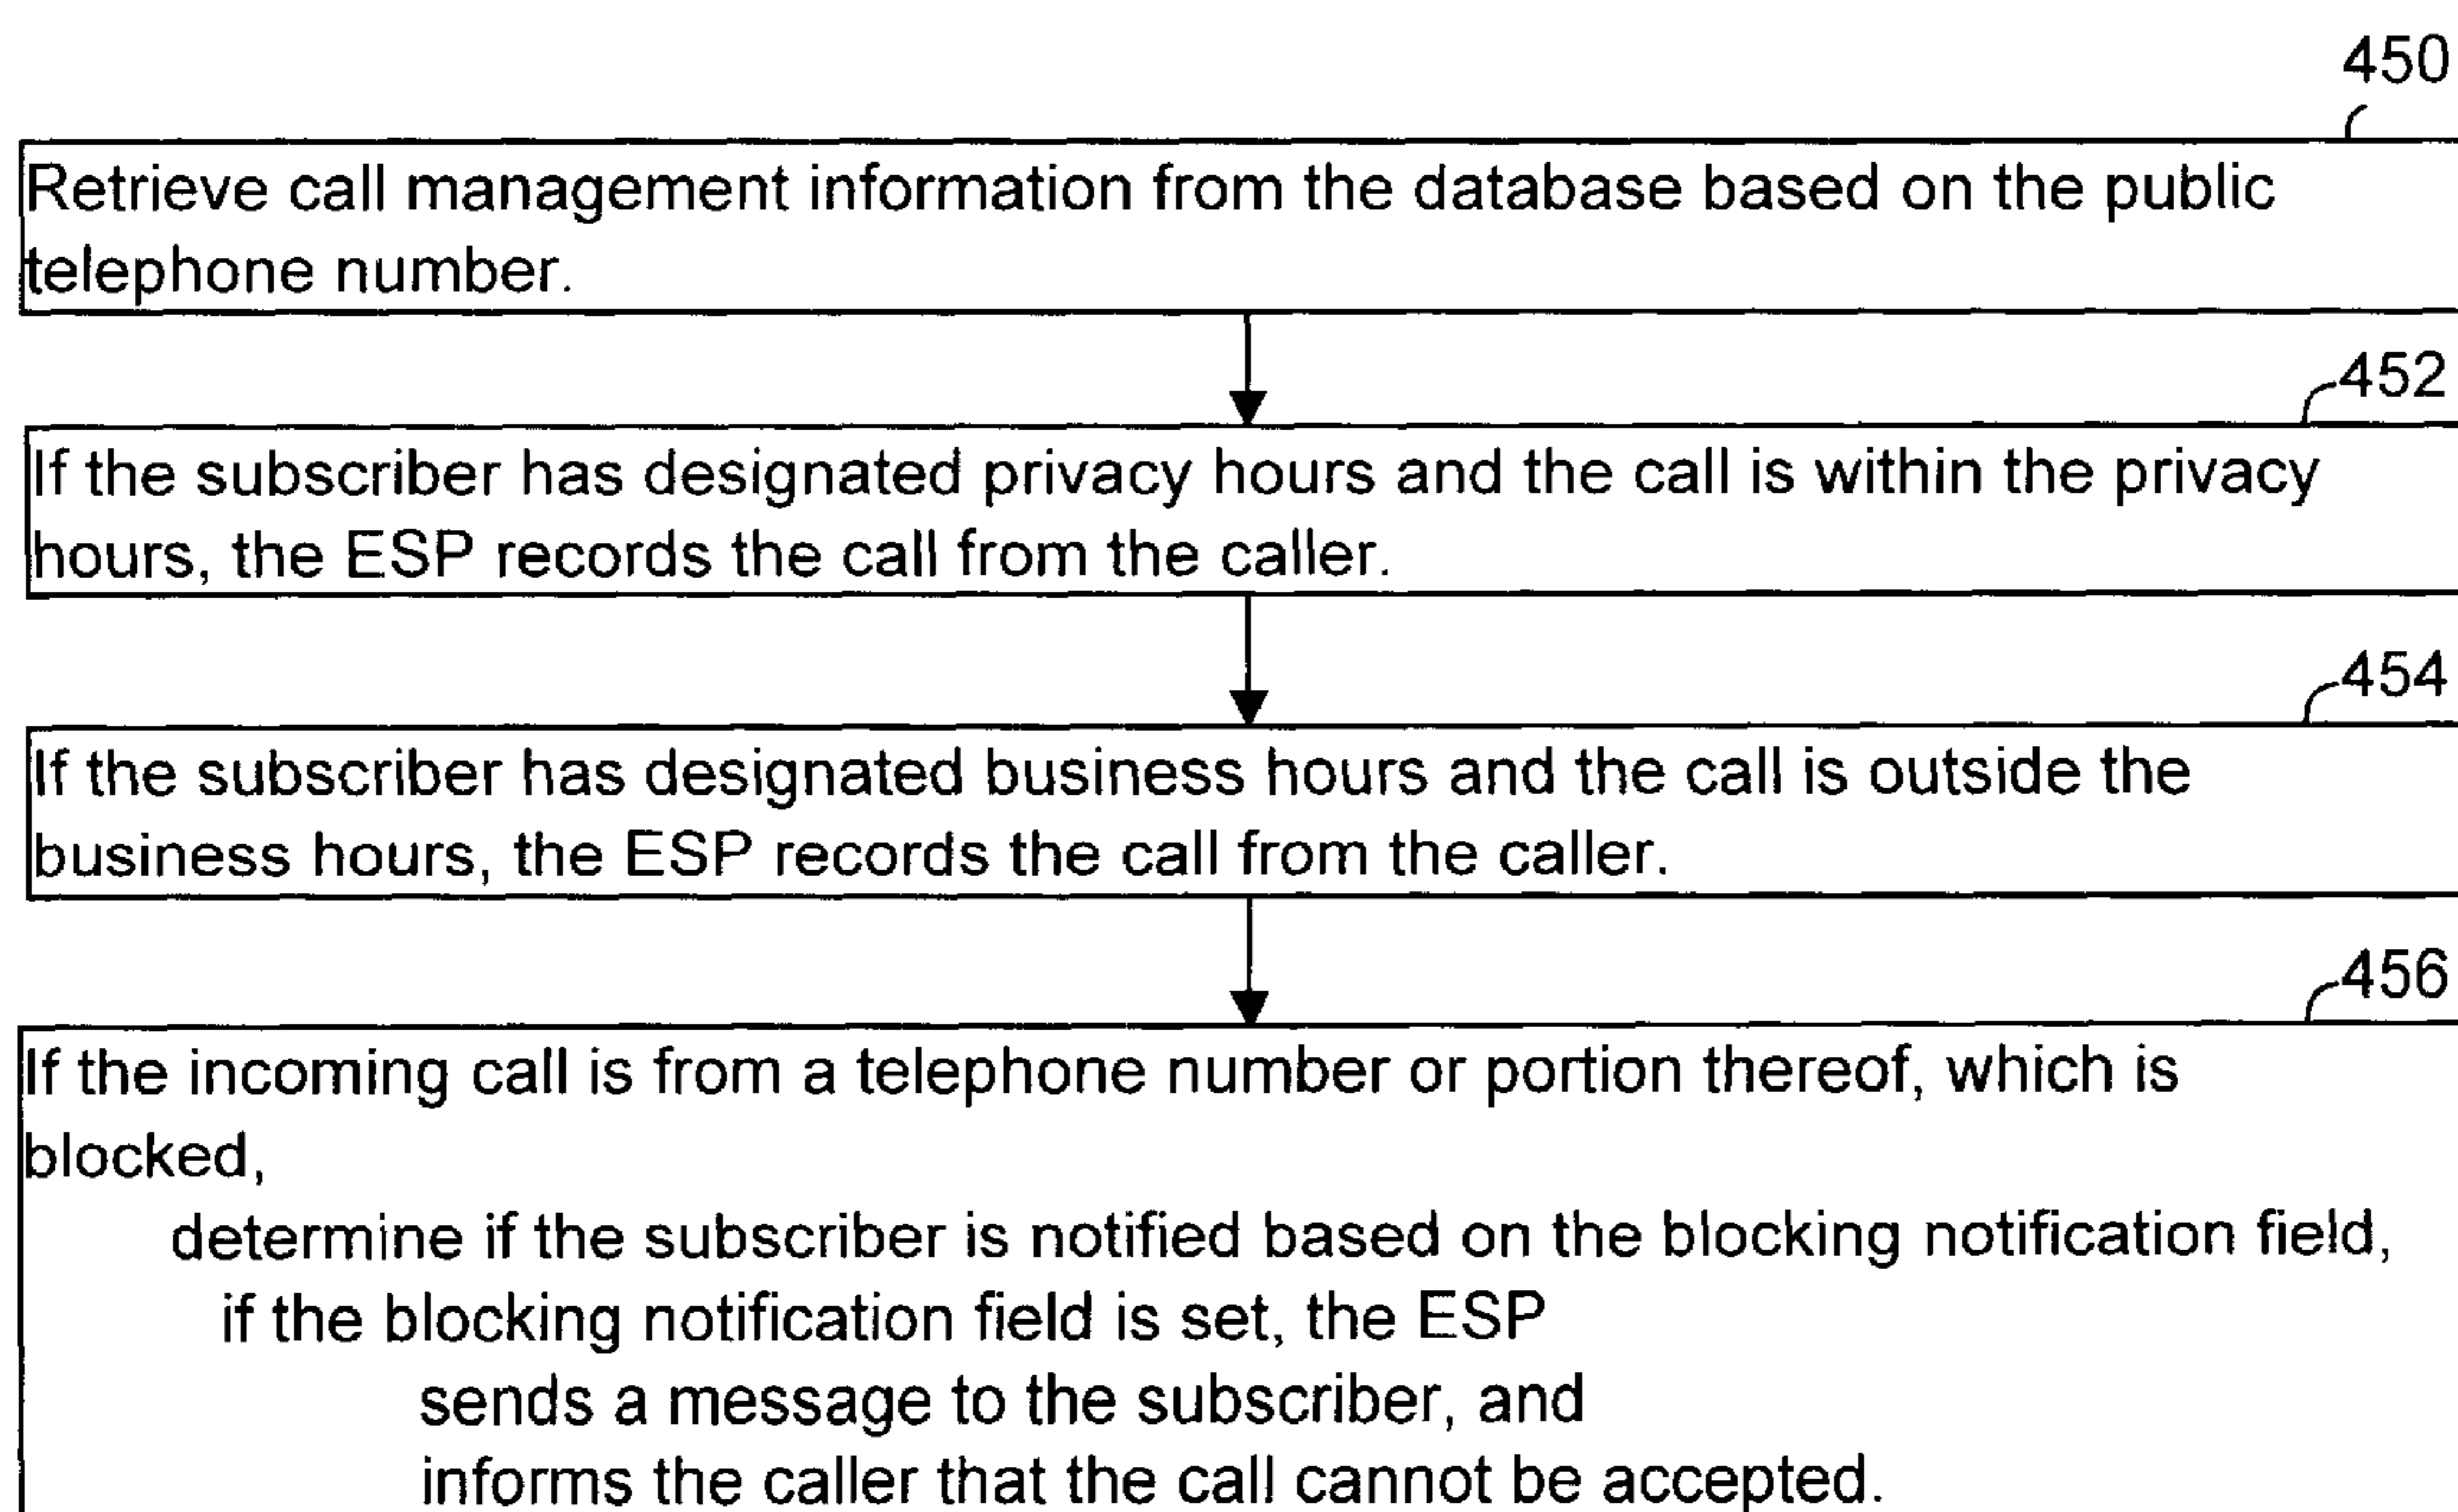 450
Retrieve call management information from the database based on the public
telephone number.
452
If the subscriber has designated privacy hours and the call is within the privacy
hours, the ESP records the call from the caller.
454
If the subscriber has designated business hours and the call is outside the
business hours, the ESP records the call from the caller.
456
If the incoming call is from a telephone number or portion thereof, which is
blocked,
determine if the subscriber is notified based on the blocking notification field,
if the blocking notification field is set, the ESP
sends a message to the subscriber, and
informs the caller that the call cannot be accepted.